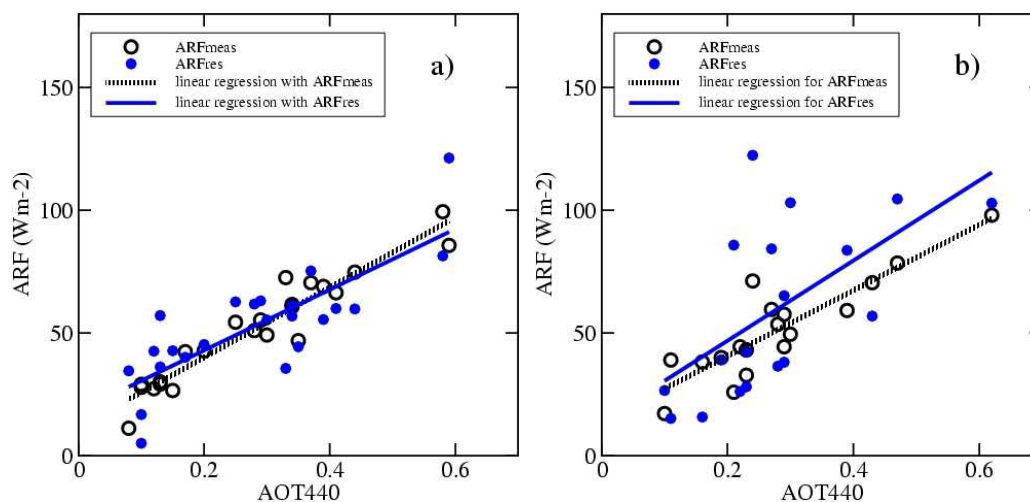 ARFmeas
ARFres
linear regression with ARFmeas
linear regression with ARFres
a)
150
100
50
0
ARF (Wm-2)
0
0.2
0.4
0.6
AOT440
ARFmeas
ARFres
linear regression for ARFmeas
linear regression for ARFres
b)
150
100
50
0
ARF (Wm-2)
0
0.2
0.4
0.6
AOT440